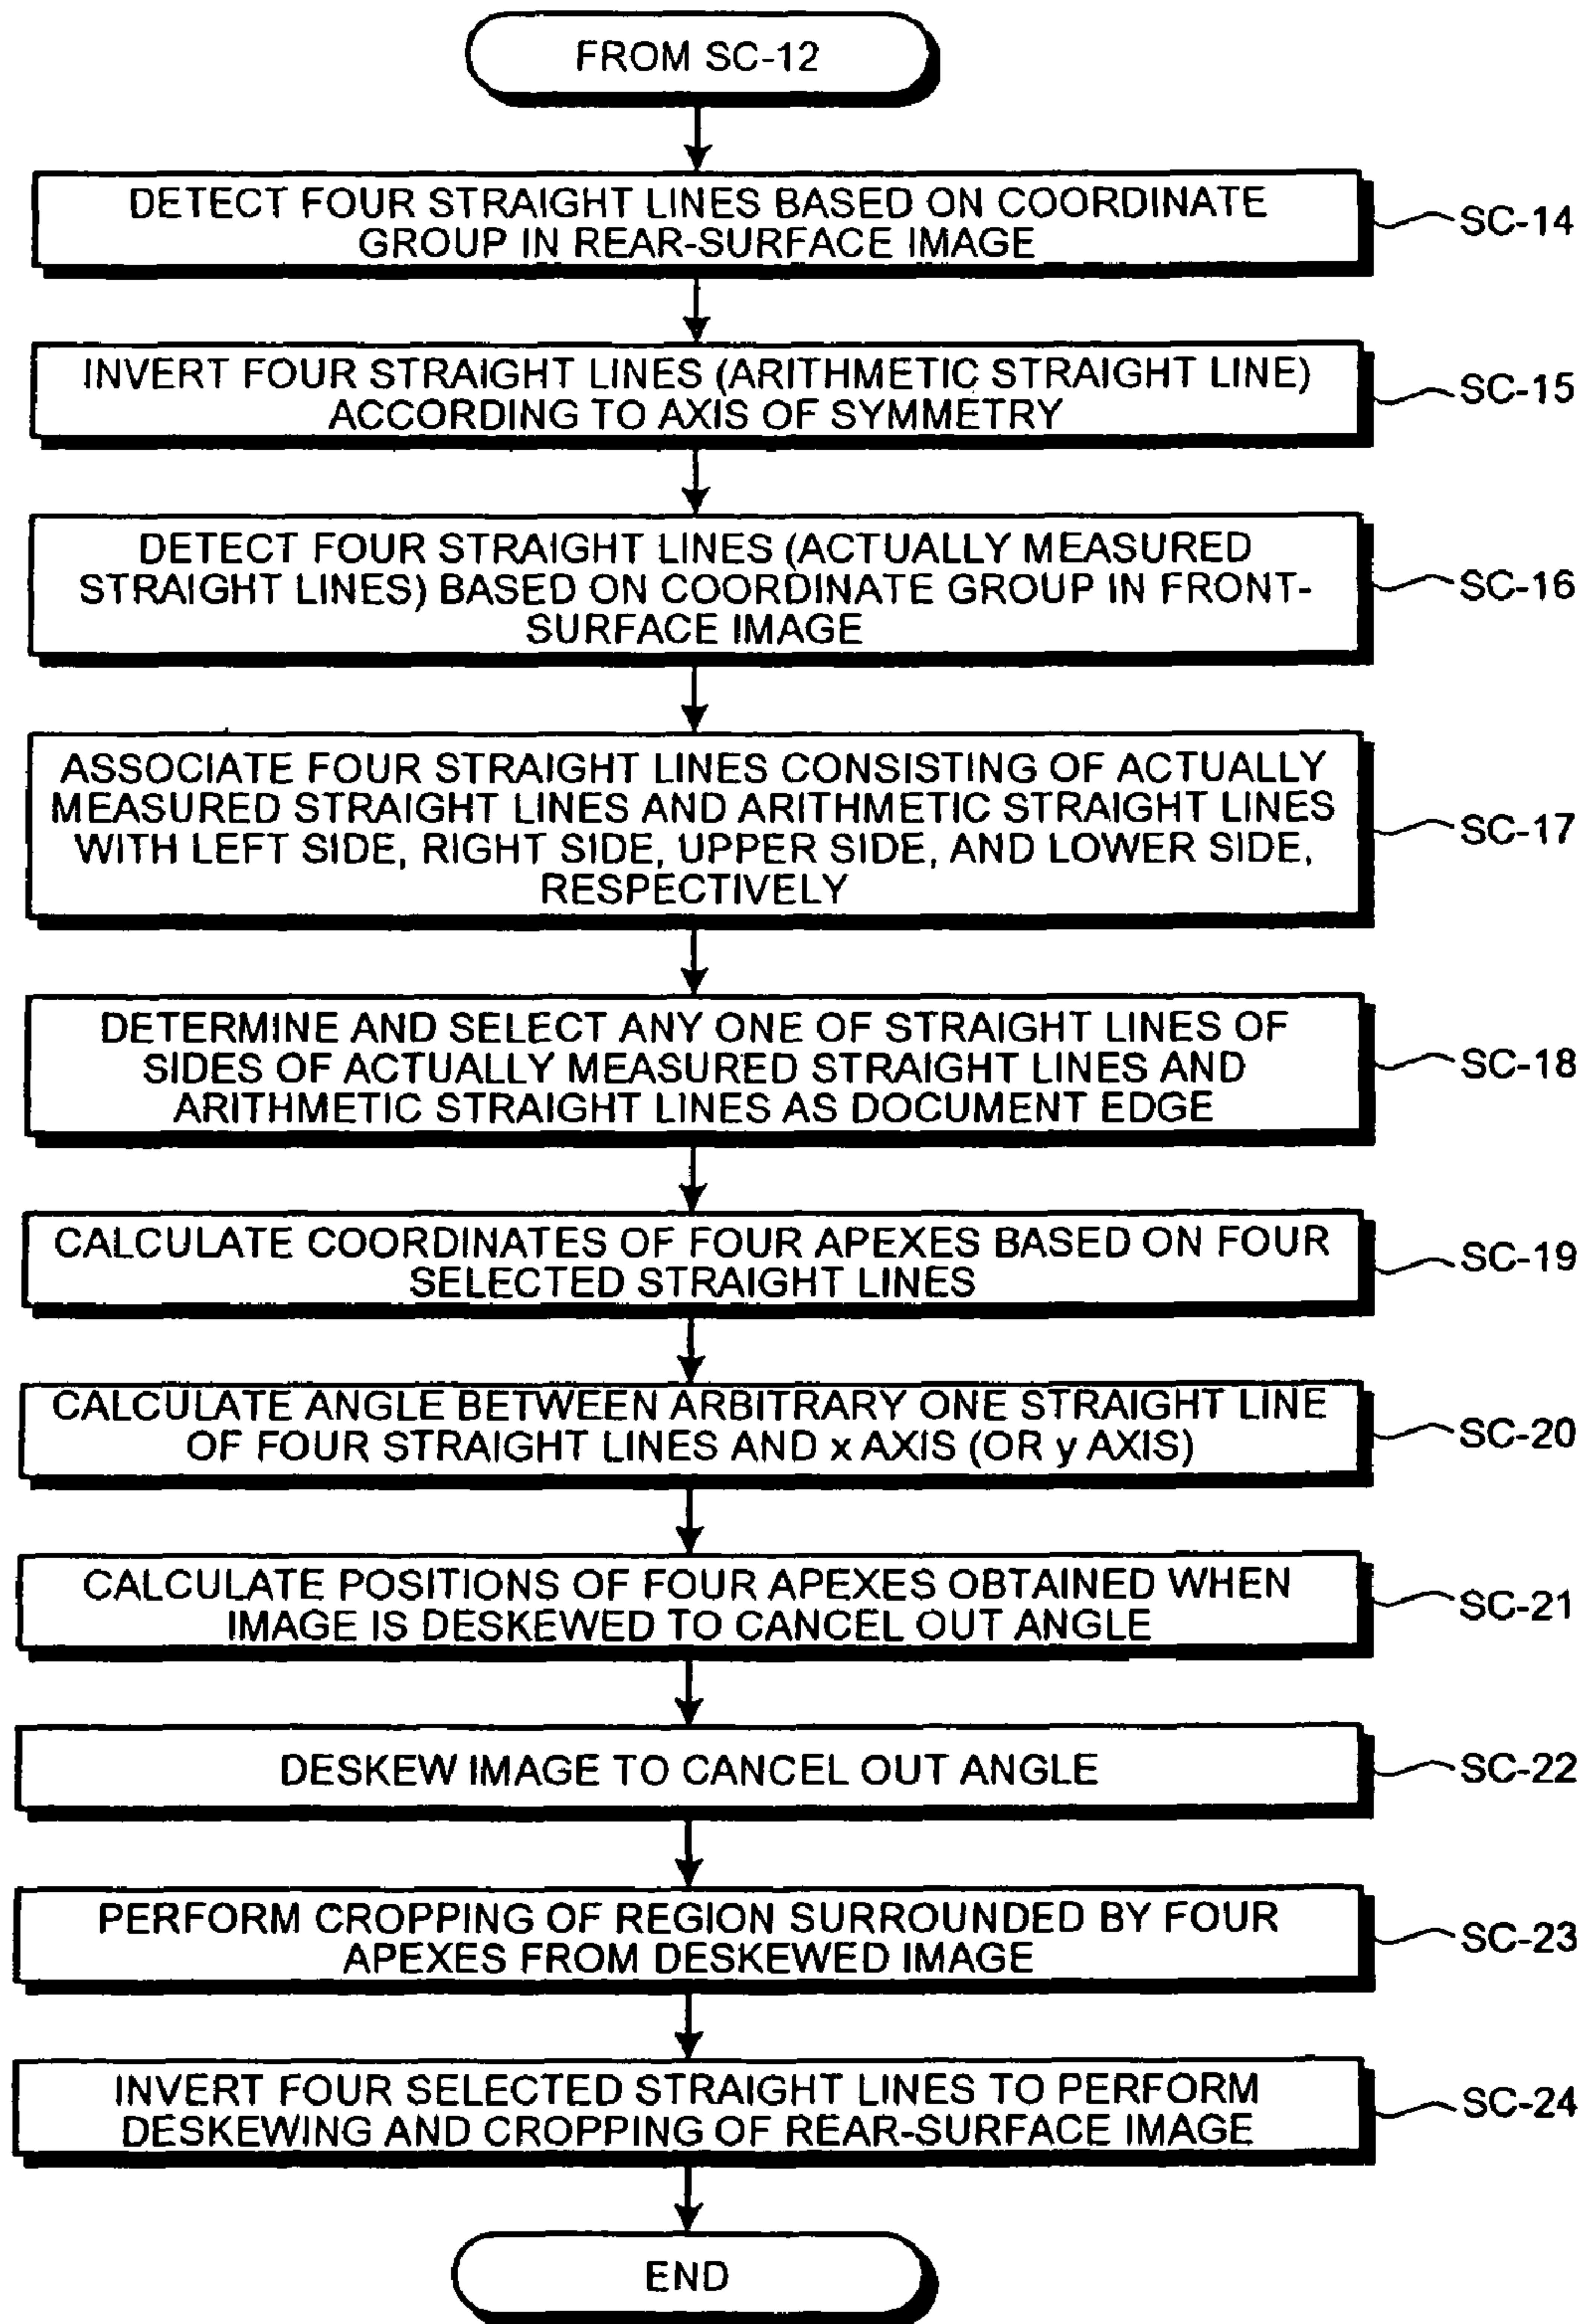 FROM SC-12
DETECT FOUR STRAIGHT LINES BASED ON COORDINATE
GROUP IN REAR-SURFACE IMAGE
SC-14
INVERT FOUR STRAIGHT LINES (ARITHMETIC STRAIGHT LINE)
ACCORDING TO AXIS OF SYMMETRY
SC-15
DETECT FOUR STRAIGHT LINES (ACTUALLY MEASURED
STRAIGHT LINES) BASED ON COORDINATE GROUP IN FRONT-
SURFACE IMAGE
SC-16
ASSOCIATE FOUR STRAIGHT LINES CONSISTING OF ACTUALLY
MEASURED STRAIGHT LINES AND ARITHMETIC STRAIGHT LINES
WITH LEFT SIDE, RIGHT SIDE, UPPER SIDE, AND LOWER SIDE,
RESPECTIVELY
SC-17
DETERMINE AND SELECT ANY ONE OF STRAIGHT LINES OF
SIDES OF ACTUALLY MEASURED STRAIGHT LINES AND
ARITHMETIC STRAIGHT LINES AS DOCUMENT EDGE
SC-18
CALCULATE COORDINATES OF FOUR APEXES BASED ON FOUR
SELECTED STRAIGHT LINES
SC-19
CALCULATE ANGLE BETWEEN ARBITRARY ONE STRAIGHT LINE
OF FOUR STRAIGHT LINES AND x AXIS (OR y AXIS)
SC-20
CALCULATE POSITIONS OF FOUR APEXES OBTAINED WHEN
IMAGE IS DESKEWED TO CANCEL OUT ANGLE
SC-21
DESKEW IMAGE TO CANCEL OUT ANGLE
SC-22
PERFORM CROPPING OF REGION SURROUNDED BY FOUR
APEXES FROM DESKEWED IMAGE
SC-23
INVERT FOUR SELECTED STRAIGHT LINES TO PERFORM
DESKEWING AND CROPPING OF REAR-SURFACE IMAGE
SC-24
END